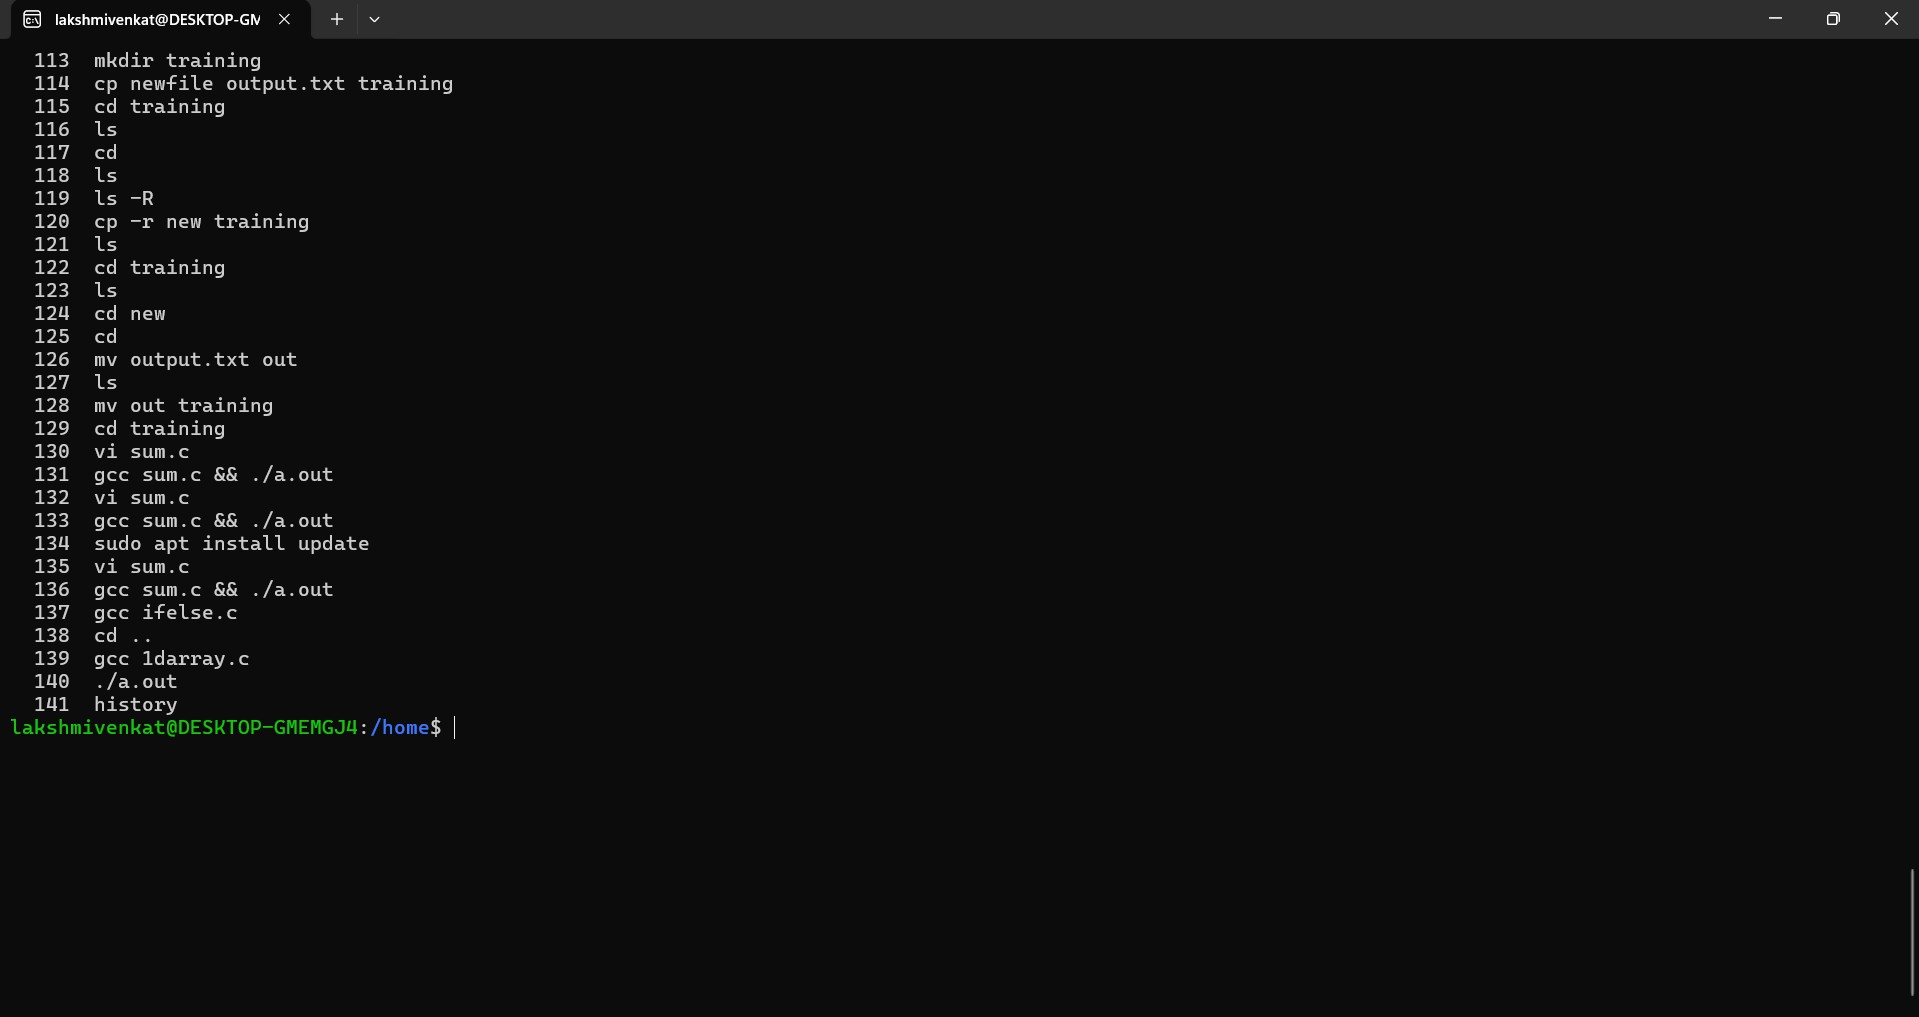 lakshmivenkat@DESKTOP-GM
113 mkdir training
114 cp newfile output.txt training
115 cd training
116 ls
117 cd
118 ls
119 ls -R
120 cp -r new training
121 ls
122 cd training
123 ls
124 cd new
125 cd
126 mv output.txt out
127 ls
128 mv out training
129 cd training
130 vi sum.c
131 gcc sum.c && ./a.out
132 vi sum.c
133 gcc sum.c && ./a.out
134 sudo apt install update
135 vi sum.c
136 gcc sum.c && ./a.out
137 gcc ifelse.c
138 cd ..
139 gcc 1darray.c
140 ./a.out
141 history
lakshmivenkat@DESKTOP-GMEMGJ4:/home$